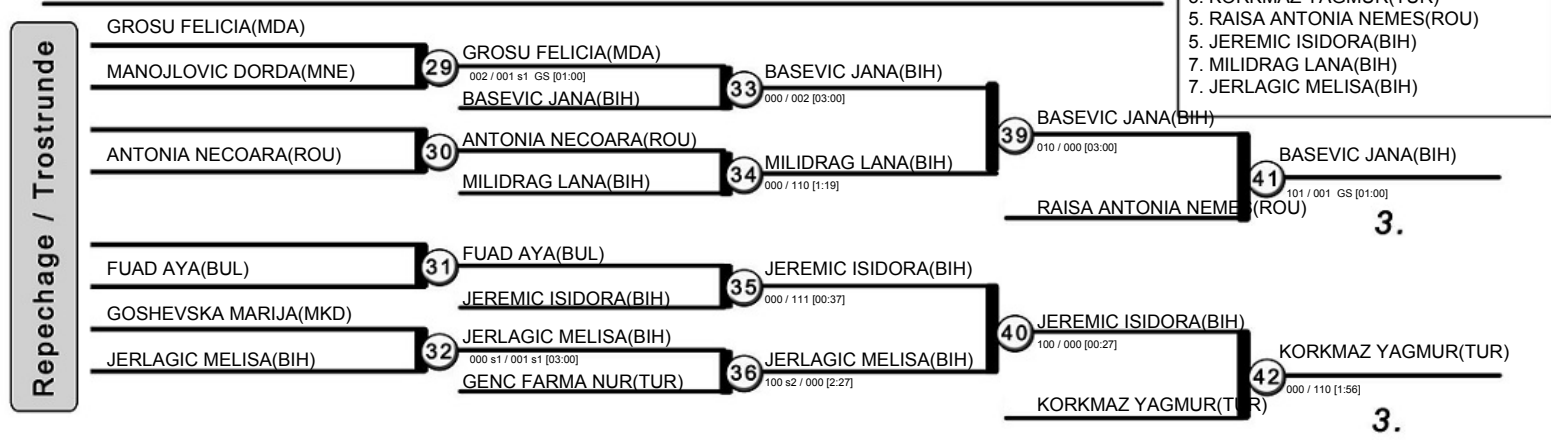 3. KORKMAZ YAGMUR(TUR)
5. RAISA ANTONIA NEMES(ROU)
5. JEREMIC ISIDORA(BIH)
7. MILIDRAG LANA(BIH)
7. JERLAGIC MELISA(BIH)
Repechage / Trostrunde
GROSU FELICIA(MDA)
MANOJLOVIC DORDA(MNE)
29
GROSU FELICIA(MDA)
002 / 001 s1 GS [01:00]
BASEVIC JANA(BIH)
33
BASEVIC JANA(BIH)
000 / 002 [03:00]
ANTONIA NECOARA(ROU)
30
ANTONIA NECOARA(ROU)
MILIDRAG LANA(BIH)
34
MILIDRAG LANA(BIH)
000 / 110 [1:19]
39
BASEVIC JANA(BIH)
010 / 000 [03:00]
RAISA ANTONIA NEMES(ROU)
41
BASEVIC JANA(BIH)
101 / 001 GS [01:00]
3.
FUAD AYA(BUL)
31
FUAD AYA(BUL)
JEREMIC ISIDORA(BIH)
35
JEREMIC ISIDORA(BIH)
000 / 111 [00:37]
GOSHEVSKA MARIJA(MKD)
JERLAGIC MELISA(BIH)
32
JERLAGIC MELISA(BIH)
000 s1 / 001 s1 [03:00]
GENC FARMA NUR(TUR)
36
JERLAGIC MELISA(BIH)
100 s2 / 000 [2:27]
40
JEREMIC ISIDORA(BIH)
100 / 000 [00:27]
KORKMAZ YAGMUR(TUR)
42
KORKMAZ YAGMUR(TUR)
000 / 110 [1:56]
3.